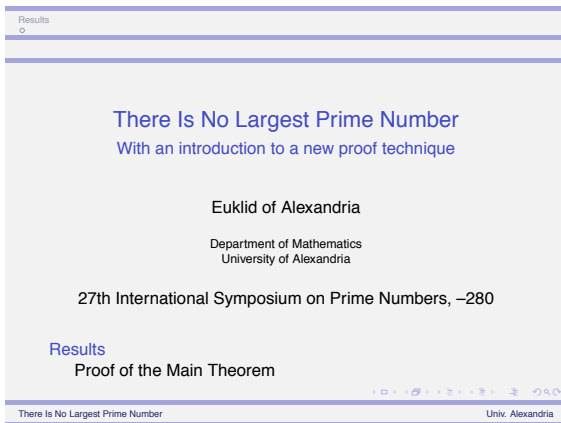 Results
There Is No Largest Prime Number
With an introduction to a new proof technique
Euklid of Alexandria
Department of Mathematics
University of Alexandria
27th International Symposium on Prime Numbers, –280
Results
Proof of the Main Theorem
There Is No Largest Prime Number
Univ. Alexandria